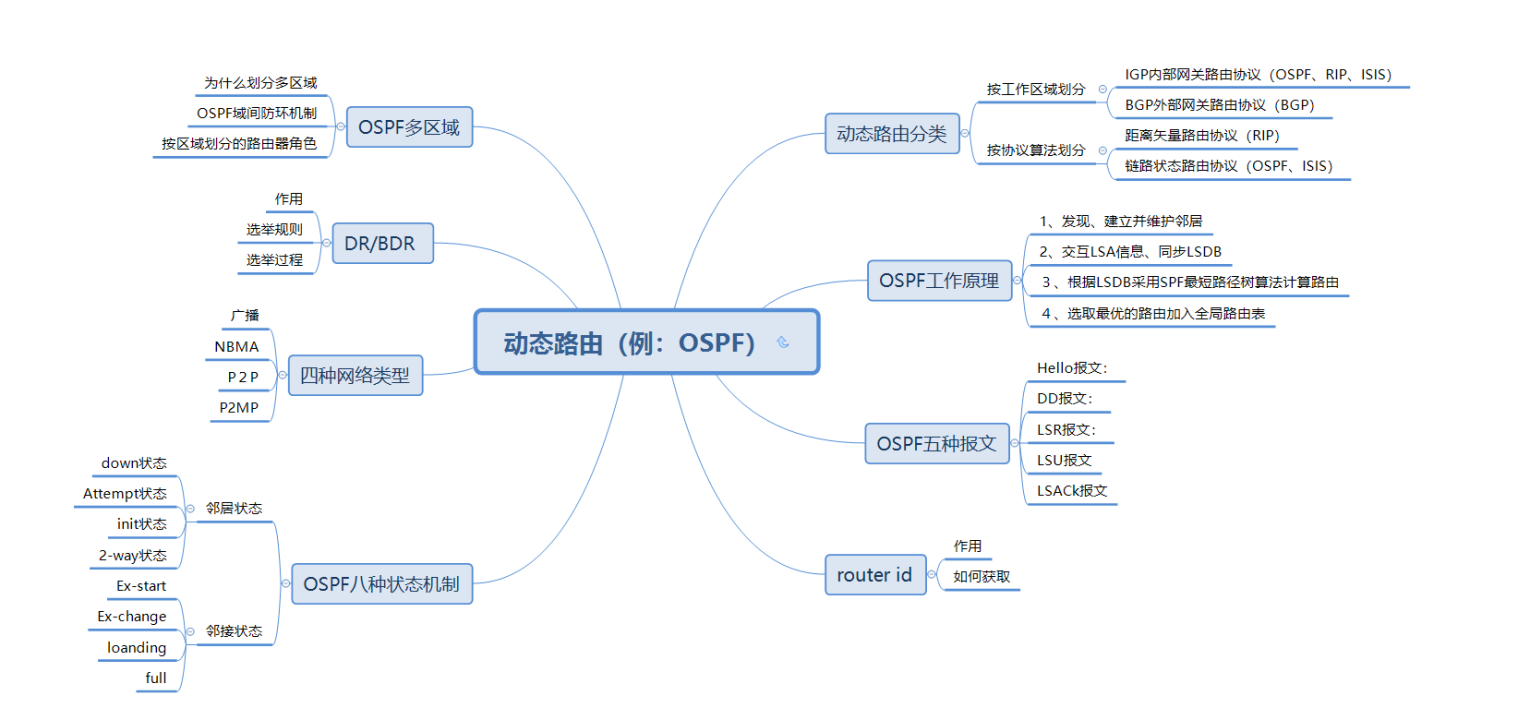 动态路由（例：OSPF）
动态路由分类
按工作区域划分
IGP内部网关路由协议（OSPF、RIP、ISIS）
BGP外部网关路由协议（BGP）
按协议算法划分
距离矢量路由协议（RIP）
链路状态路由协议（OSPF、ISIS）
OSPF工作原理
1、发现、建立并维护邻居
2、交互LSA信息、同步LSDB
３、根据LSDB采用SPF最短路径树算法计算路由
４、选取最优的路由加入全局路由表
OSPF五种报文
Hello报文：
DD报文：
LSR报文：
LSU报文
LSACk报文
router id
作用
如何获取
OSPF多区域
为什么划分多区域
OSPF域间防环机制
按区域划分的路由器角色
DR/BDR
作用
选举规则
选举过程
四种网络类型
广播
NBMA
P２P
P2MP
OSPF八种状态机制
邻居状态
down状态
Attempt状态
init状态
2-way状态
邻接状态
Ex-start
Ex-change
loanding
full